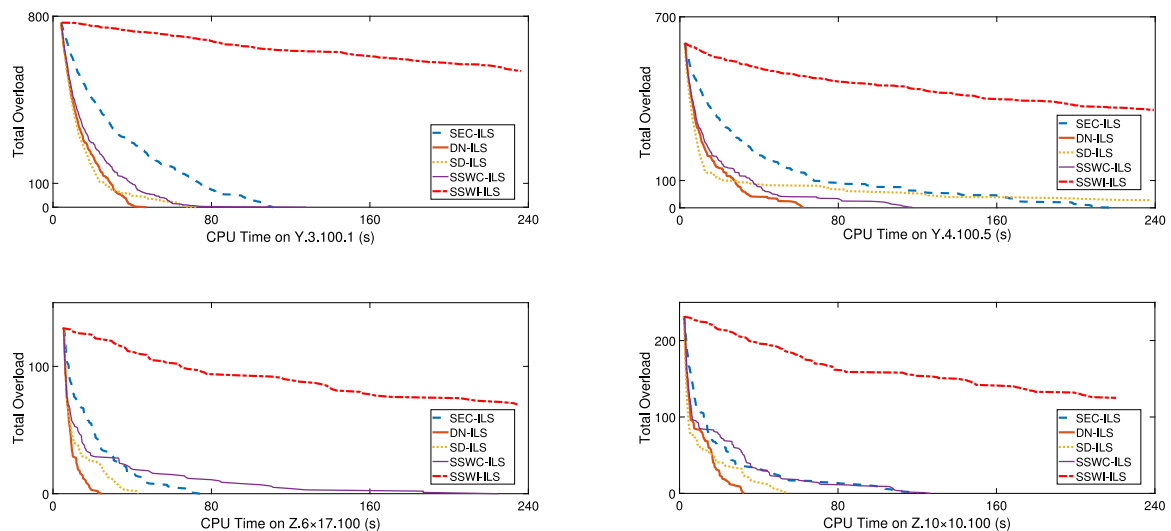 800
100
0
Total Overload
0
80
160
240
CPU Time on Y.3.100.1 (s)
SEC-ILS
DN-ILS
SD-ILS
SSWC-ILS
SSWI-ILS
700
100
0
Total Overload
0
80
160
240
CPU Time on Y.4.100.5 (s)
SEC-ILS
DN-ILS
SD-ILS
SSWC-ILS
SSWI-ILS
100
0
Total Overload
0
80
160
240
CPU Time on Z.6×17.100 (s)
SEC-ILS
DN-ILS
SD-ILS
SSWC-ILS
SSWI-ILS
200
100
0
Total Overload
0
80
160
240
CPU Time on Z.10×10.100 (s)
SEC-ILS
DN-ILS
SD-ILS
SSWC-ILS
SSWI-ILS